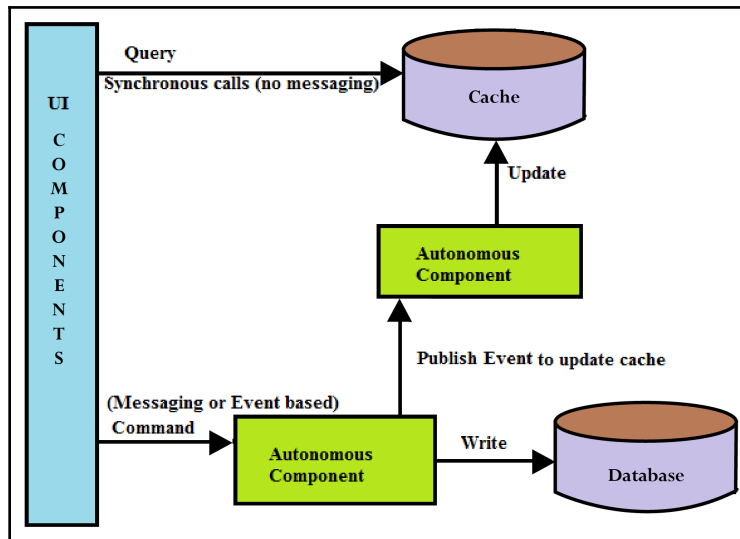 UI
COMPONENTS
Query
Synchronous calls (no messaging)
Cache
Update
Autonomous
Component
Publish Event to update cache
(Messaging or Event based)
Command
Autonomous
Component
Write
Database